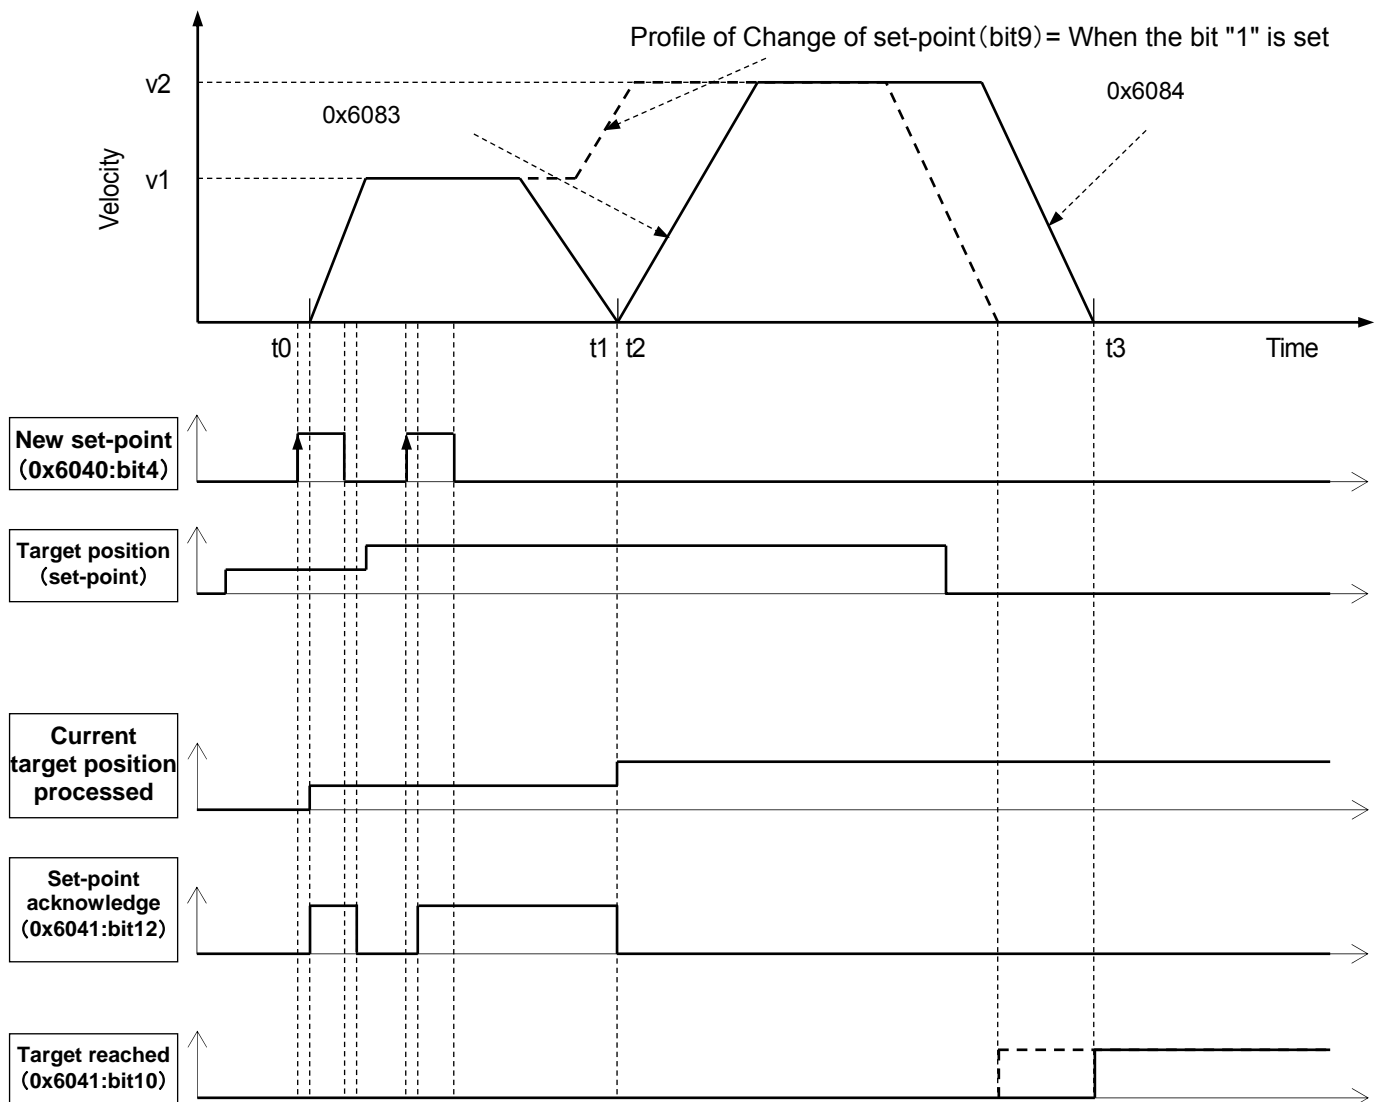 Profile of Change of set-point（bit9）= When the bit "1" is set
v2
0x6083
0x6084
v1
Velocity
t0
t1
t2
t3
Time
New set-point
（0x6040:bit4）
Target position
（set-point）
Current
target position
processed
Set-point
acknowledge
（0x6041:bit12）
Target reached
（0x6041:bit10）